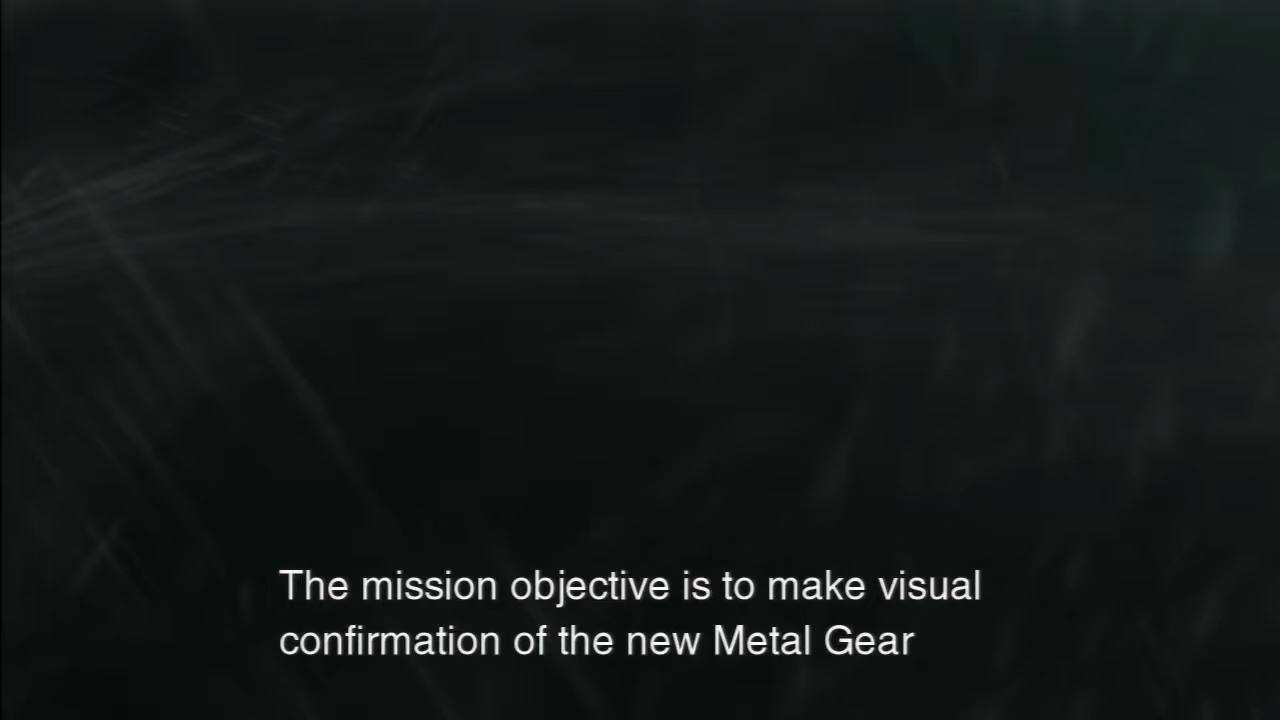 The mission objective is to make visual
confirmation of the new Metal Gear